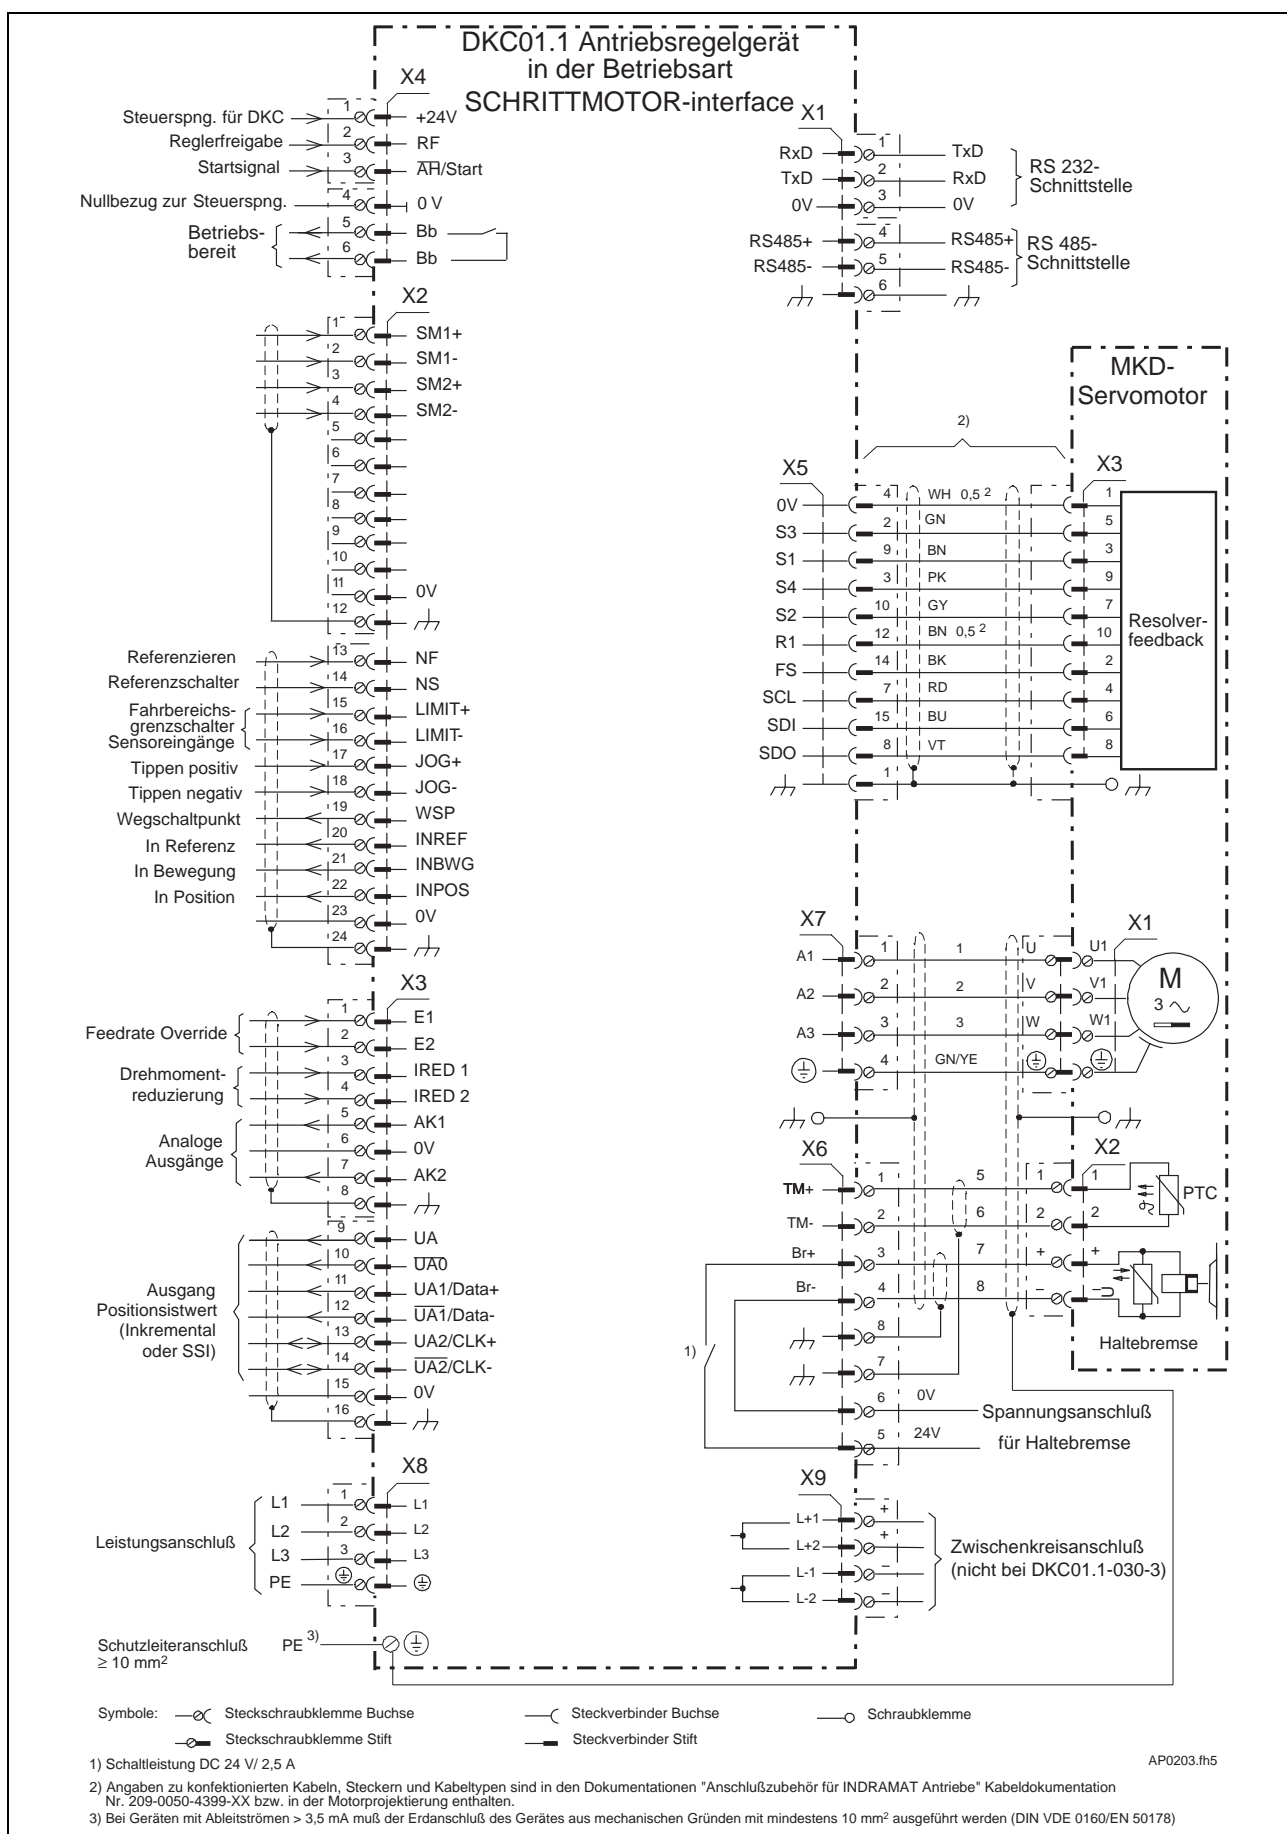 DKC01.1 Antriebsregelgerät
in der Betriebsart
SCHRITTMOTOR-interface
X4
Steuerspng. für DKC 1 +24V
Reglerfreigabe 2 RF
Startsignal 3 AH/Start
Nullbezug zur Steuerspng. 4 0 V
Betriebs-
bereit
5 Bb
6 Bb
X1
RxD 1 TxD
TxD 2 RxD
0V 3 0V
RS 232-
Schnittstelle
RS485+ 4 RS485+
RS485- 5 RS485-
6
RS 485-
Schnittstelle
X2
1 SM1+
2 SM1-
3 SM2+
4 SM2-
5
6
7
8
9
10
11 0V
12
Referenzieren 13 NF
Referenzschalter 14 NS
Fahrbereichs-
grenzschalter
Sensoreingänge
15 LIMIT+
16 LIMIT-
Tippen positiv 17 JOG+
Tippen negativ 18 JOG-
Wegschaltpunkt 19 WSP
In Referenz 20 INREF
In Bewegung 21 INBWG
In Position 22 INPOS
23 0V
24
MKD-
Servomotor
2)
X5 X3
0V 4 WH 0,5 2 1
S3 2 GN 5
S1 9 BN 3
S4 3 PK 9
S2 10 GY 7
R1 12 BN 0,5 2 10
FS 14 BK 2
SCL 7 RD 4
SDI 15 BU 6
SDO 8 VT 8
1
Resolver-
feedback
X7 X1
A1 1 1 U U1
A2 2 2 V V1
A3 3 3 W W1
4 GN/YE
M
3
X3
Feedrate Override
1 E1
2 E2
Drehmoment-
reduzierung
3 IRED 1
4 IRED 2
Analoge
Ausgänge
5 AK1
6 0V
7 AK2
8
9 UA
10 UA0
11 UA1/Data+
12 UA1/Data-
13 UA2/CLK+
14 UA2/CLK-
15 0V
16
Ausgang
Positionsistwert
(Inkremental
oder SSI)
X6 X2
TM+ 1 5 1 1
TM- 2 6 2 2
PTC
Br+ 3 7 + +
Br- 4 8 – –
U
Haltebremse
8
1)
7
6 0V
5 24V
Spannungsanschluß
für Haltebremse
X8
Leistungsanschluß
L1 1 L1
L2 2 L2
L3 3 L3
PE
X9
L+1 +
L+2 +
L-1 –
L-2 –
Zwischenkreisanschluß
(nicht bei DKC01.1-030-3)
Schutzleiteranschluß PE 3)
≥ 10 mm2
Symbole: Steckschraubklemme Buchse Steckverbinder Buchse Schraubklemme
Steckschraubklemme Stift Steckverbinder Stift
1) Schaltleistung DC 24 V/ 2,5 A
AP0203.fh5
2) Angaben zu konfektionierten Kabeln, Steckern und Kabeltypen sind in den Dokumentationen "Anschlußzubehör für INDRAMAT Antriebe" Kabeldokumentation
Nr. 209-0050-4399-XX bzw. in der Motorprojektierung enthalten.
3) Bei Geräten mit Ableitströmen > 3,5 mA muß der Erdanschluß des Gerätes aus mechanischen Gründen mit mindestens 10 mm2 ausgeführt werden (DIN VDE 0160/EN 50178)